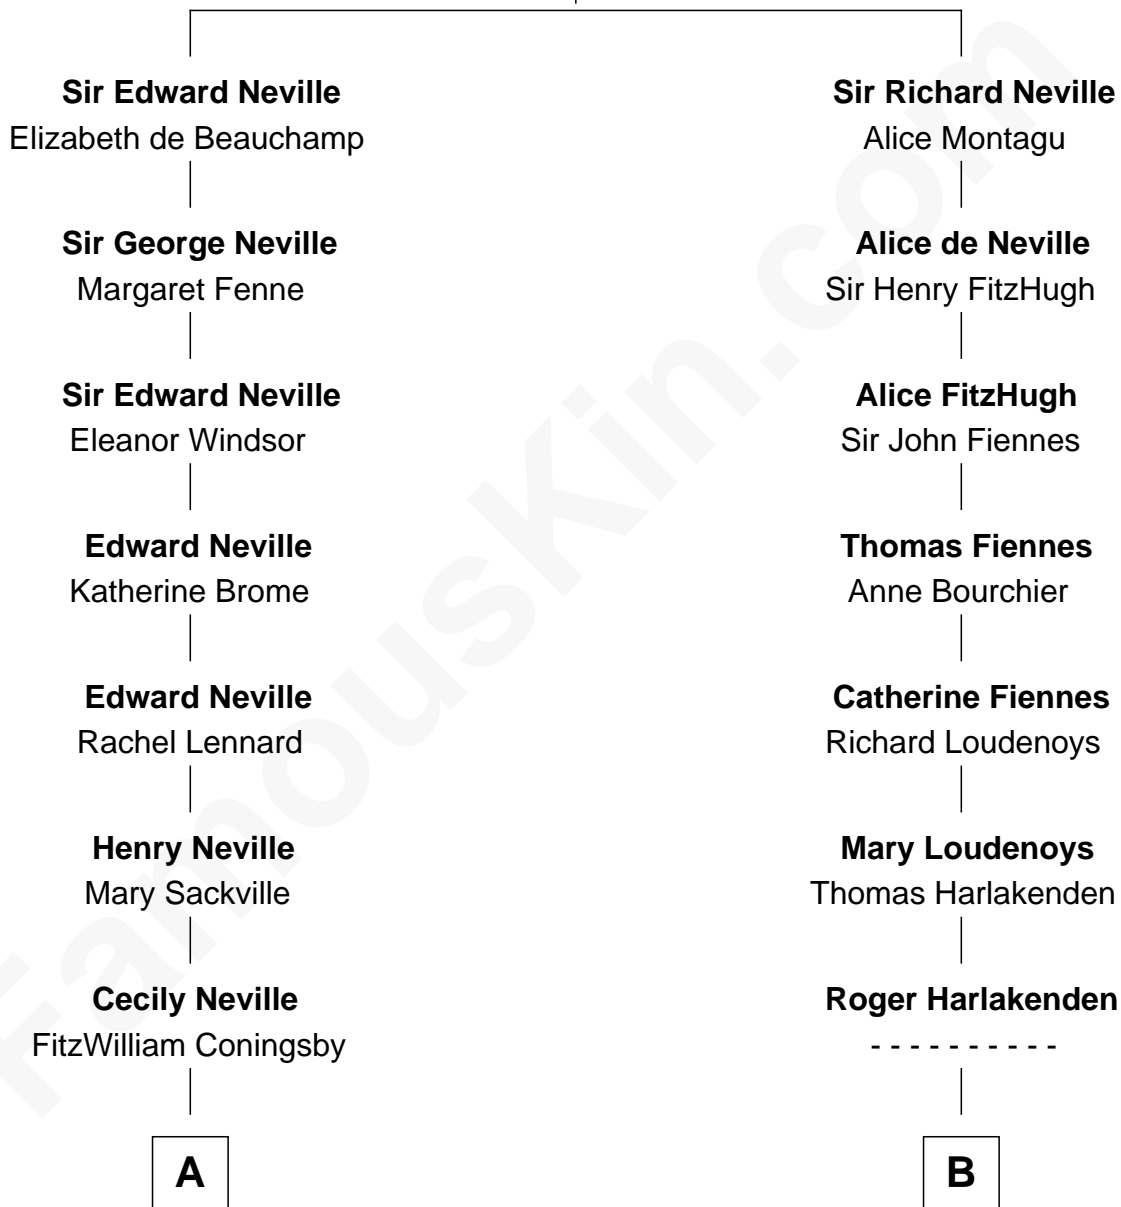 Sir Edward Neville
Elizabeth de Beauchamp
Sir George Neville
Margaret Fenne
Sir Edward Neville
Eleanor Windsor
Edward Neville
Katherine Brome
Edward Neville
Rachel Lennard
Henry Neville
Mary Sackville
Cecily Neville
FitzWilliam Coningsby
A
Sir Richard Neville
Alice Montagu
Alice de Neville
Sir Henry FitzHugh
Alice FitzHugh
Sir John Fiennes
Thomas Fiennes
Anne Bourchier
Catherine Fiennes
Richard Loudenoys
Mary Loudenoys
Thomas Harlakenden
Roger Harlakenden
- - - - - - - - - -
B
FamousKin.com